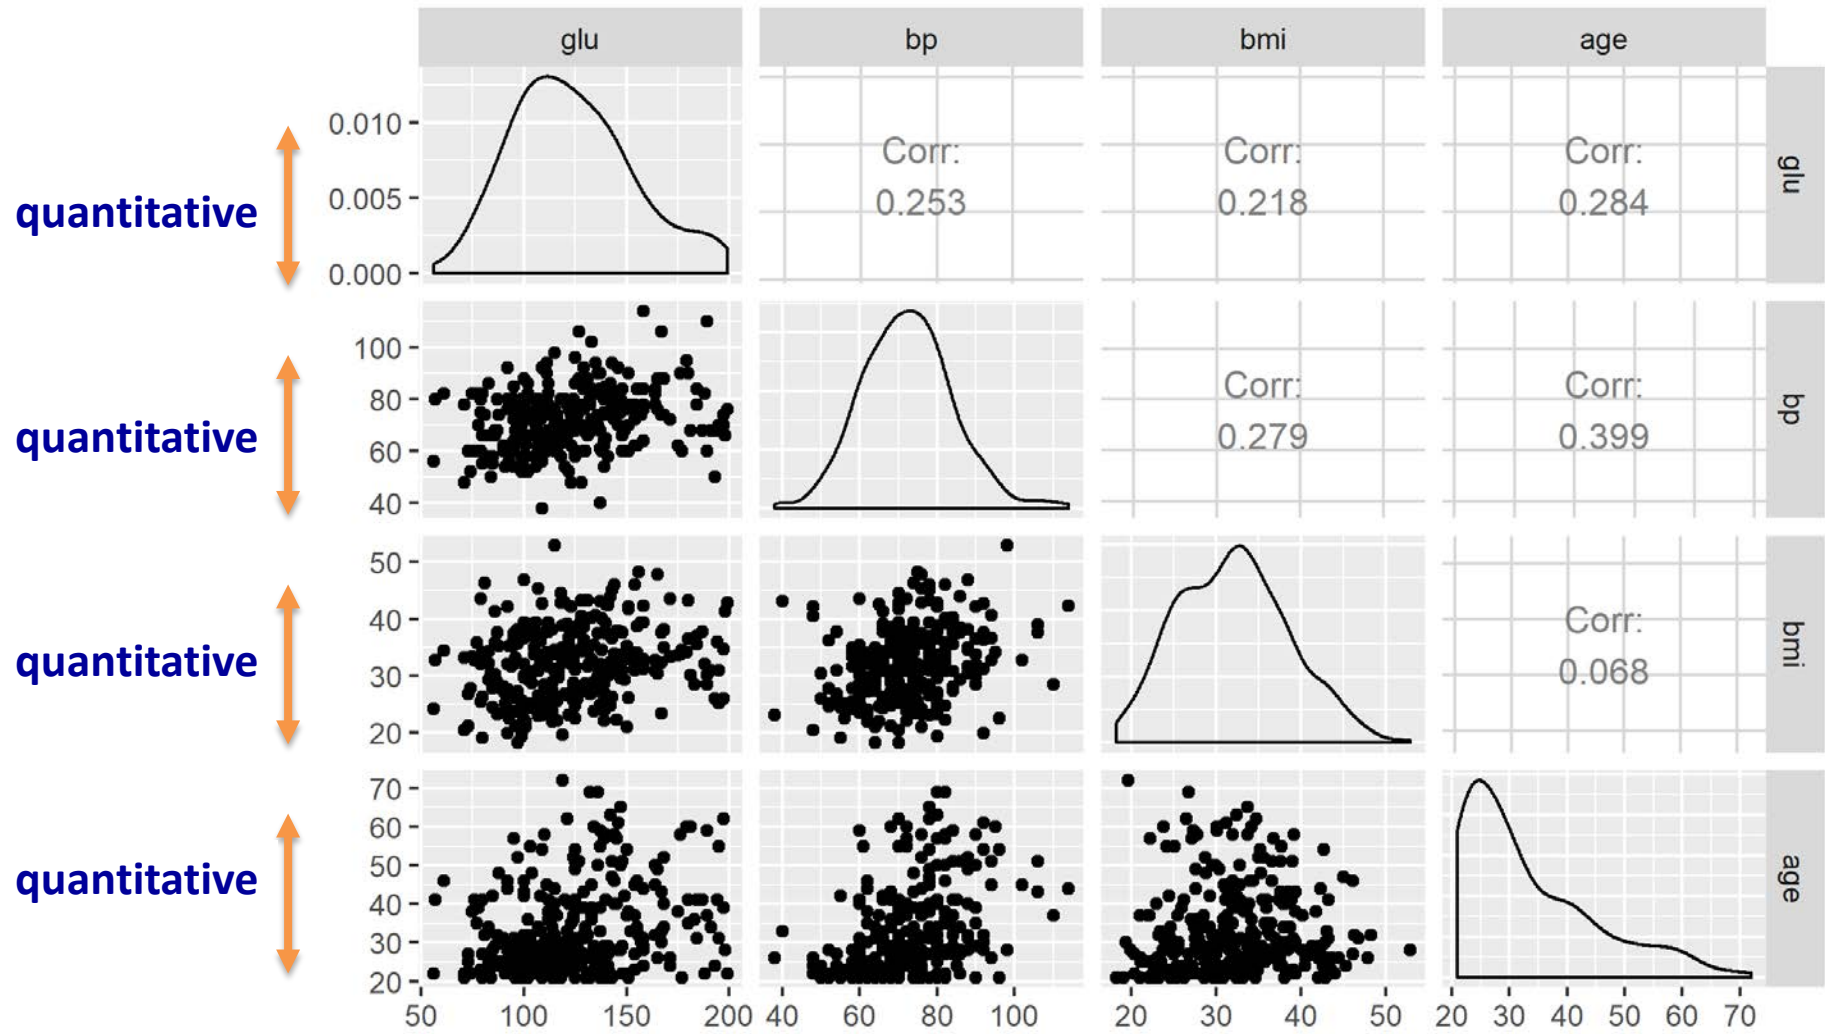 glu bp bmi age
0.010
0.005
0.000
quantitative
Corr:
0.253
Corr:
0.218
Corr:
0.284
glu
100
80
60
40
quantitative
Corr:
0.279
Corr:
0.399
bp
50
40
30
20
quantitative
Corr:
0.068
bmi
70
60
50
40
30
20
quantitative
age
50 100 150 200 40 60 80 100 20 30 40 50 20 30 40 50 60 70